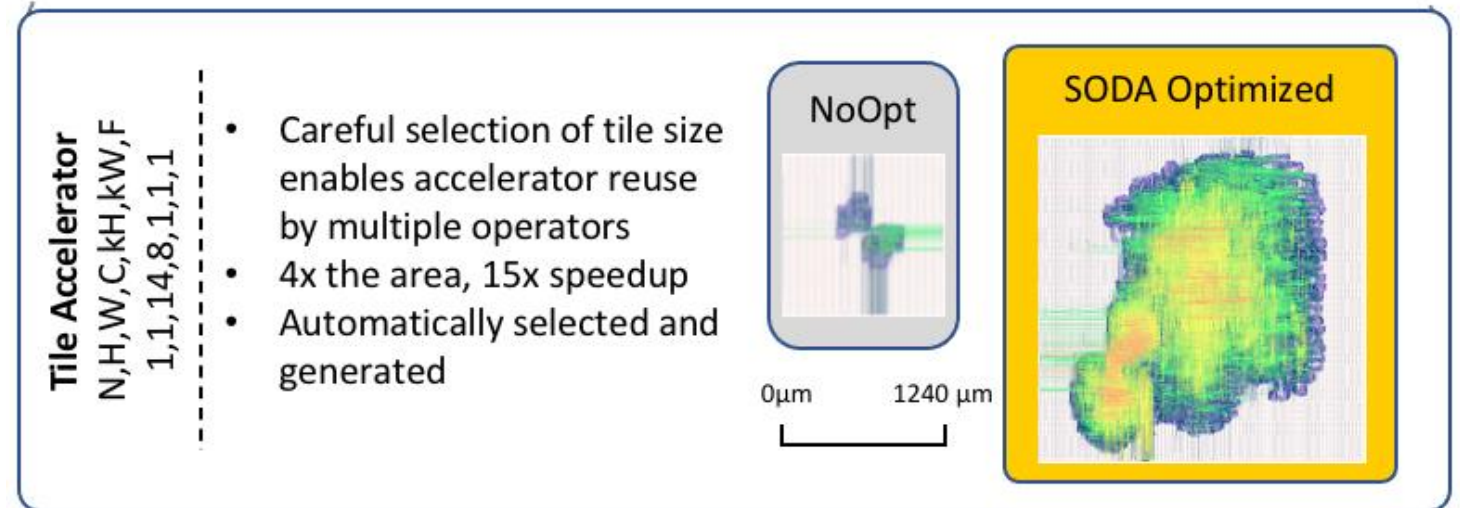 Tile Accelerator
N,H,W,C,kH,kW,F
1,11,14,8,1,1,1
• Careful selection of tile size
enables accelerator reuse
by multiple operators
• 4x the area, 15x speedup
• Automatically selected and
generated
NoOpt
0μm 1240 μm
SODA Optimized